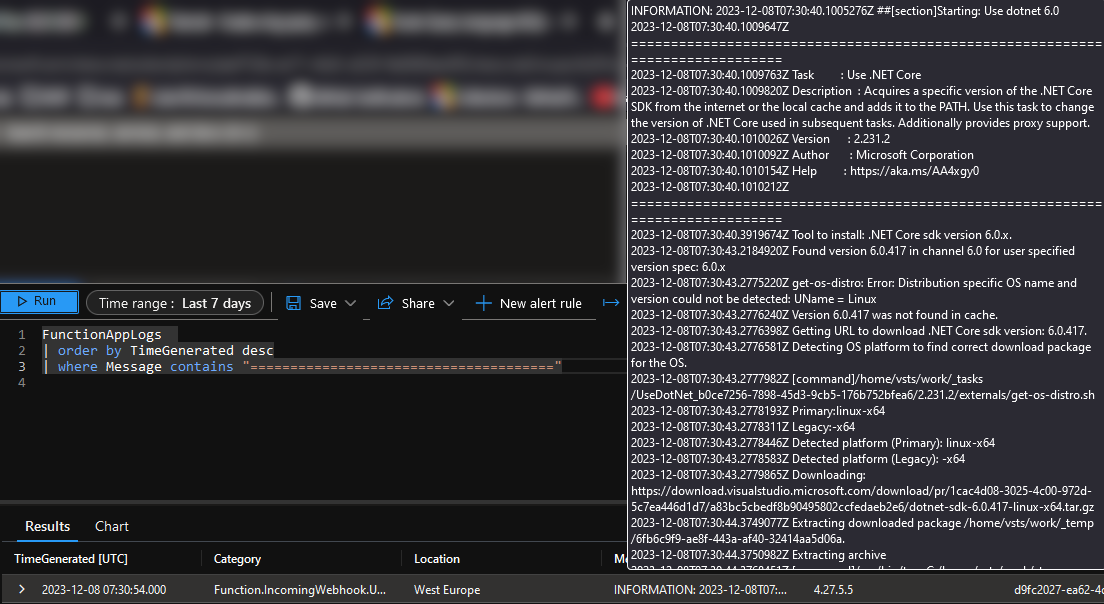 INFORMATION: 2023-12-08T07:30:40.1005276Z ##[section]Starting: Use dotnet 6.0
2023-12-08T07:30:40.1009647Z
==========================================================
===================
2023-12-08T07:30:40.1009763Z Task : Use .NET Core
2023-12-08T07:30:40.1009820Z Description : Acquires a specific version of the .NET Core
SDK from the internet or the local cache and adds it to the PATH. Use this task to change
the version of .NET Core used in subsequent tasks. Additionally provides proxy support.
2023-12-08T07:30:40.1010026Z Version : 2.231.2
2023-12-08T07:30:40.1010092Z Author : Microsoft Corporation
2023-12-08T07:30:40.1010154Z Help : https://aka.ms/AA4xgy0
2023-12-08T07:30:40.1010212Z
==========================================================
===================
2023-12-08T07:30:40.3919674Z Tool to install: .NET Core sdk version 6.0.x.
2023-12-08T07:30:43.2184920Z Found version 6.0.417 in channel 6.0 for user specified
version spec: 6.0.x
2023-12-08T07:30:43.2775220Z get-os-distro: Error: Distribution specific OS name and
version could not be detected: UName = Linux
2023-12-08T07:30:43.2776240Z Version 6.0.417 was not found in cache.
2023-12-08T07:30:43.2776398Z Getting URL to download .NET Core sdk version: 6.0.417.
2023-12-08T07:30:43.2776581Z Detecting OS platform to find correct download package
for the OS.
2023-12-08T07:30:43.2777982Z [command]/home/vsts/work/_tasks
/UseDotNet_b0ce7256-7898-45d3-9cb5-176b752bfea6/2.231.2/externals/get-os-distro.sh
2023-12-08T07:30:43.2778193Z Primary:linux-x64
2023-12-08T07:30:43.2778311Z Legacy:-x64
2023-12-08T07:30:43.2778446Z Detected platform (Primary): linux-x64
2023-12-08T07:30:43.2778583Z Detected platform (Legacy): -x64
2023-12-08T07:30:43.2779865Z Downloading:
https://download.visualstudio.microsoft.com/download/pr/1cac4d08-3025-4c00-972d-
5c7ea446d1d7/a83bc5cbedf8b90495802ccfedaeb2e6/dotnet-sdk-6.0.417-linux-x64.tar.gz
2023-12-08T07:30:44.3749077Z Extracting downloaded package /home/vsts/work/_temp
/6fb6c9f9-ae8f-443a-af40-32414aa5d06a.
2023-12-08T07:30:44.3750982Z Extracting archive
Run Time range : Last 7 days Save Share New alert rule
1 FunctionAppLogs
2 | order by TimeGenerated desc
3 | where Message contains "======================================"
4
Results Chart
TimeGenerated [UTC] Category Location
2023-12-08 07:30:54.000 Function.IncomingWebhook.U... West Europe INFORMATION: 2023-12-08T07:... 4.27.5.5 d9fc2027-ea62-4